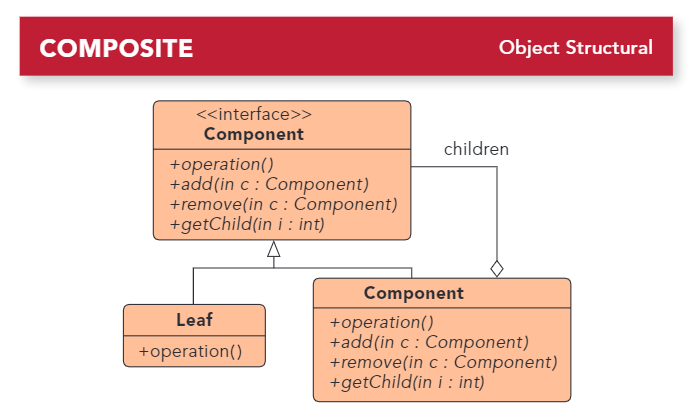 COMPOSITE
Object Structural
<<interface>>
Component
+operation()
+add(in c : Component)
+remove(in c : Component)
+getChild(in i : int)
children
Leaf
+operation()
Component
+operation()
+add(in c : Component)
+remove(in c : Component)
+getChild(in i : int)